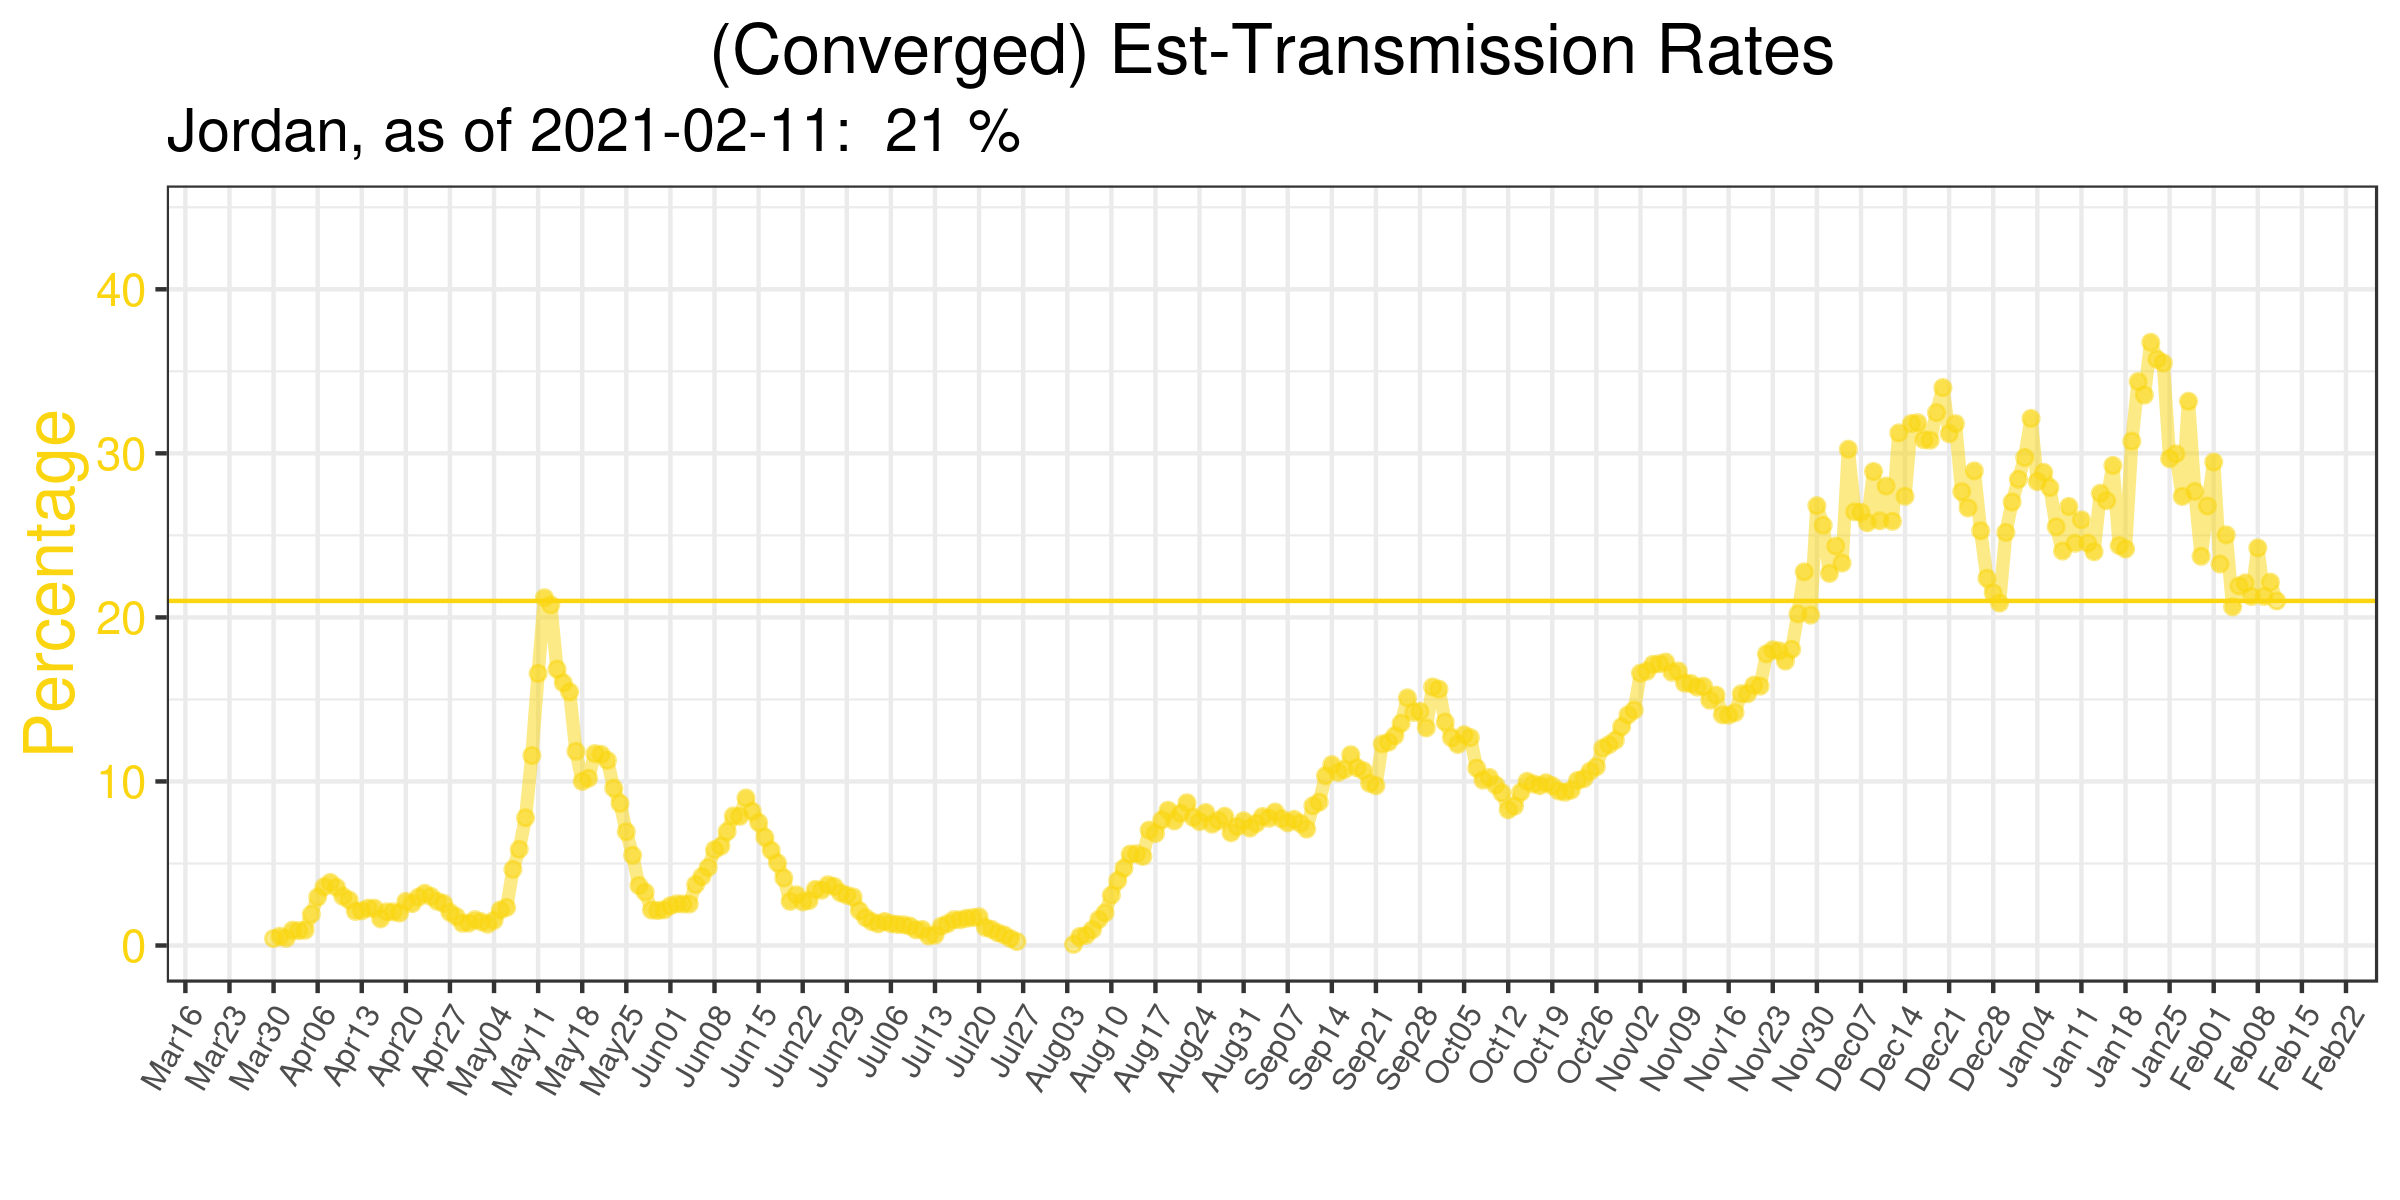 (Converged) Est-Transmission Rates
Jordan, as of 2021-02-11:  21 %
Percentage
40
30
20
10
0
Mar16
Mar23
Mar30
Apr06
Apr13
Apr20
Apr27
May04
May11
May18
May25
Jun01
Jun08
Jun15
Jun22
Jun29
Jul06
Jul13
Jul20
Jul27
Aug03
Aug10
Aug17
Aug24
Aug31
Sep07
Sep14
Sep21
Sep28
Oct05
Oct12
Oct19
Oct26
Nov02
Nov09
Nov16
Nov23
Nov30
Dec07
Dec14
Dec21
Dec28
Jan04
Jan11
Jan18
Jan25
Feb01
Feb08
Feb15
Feb22